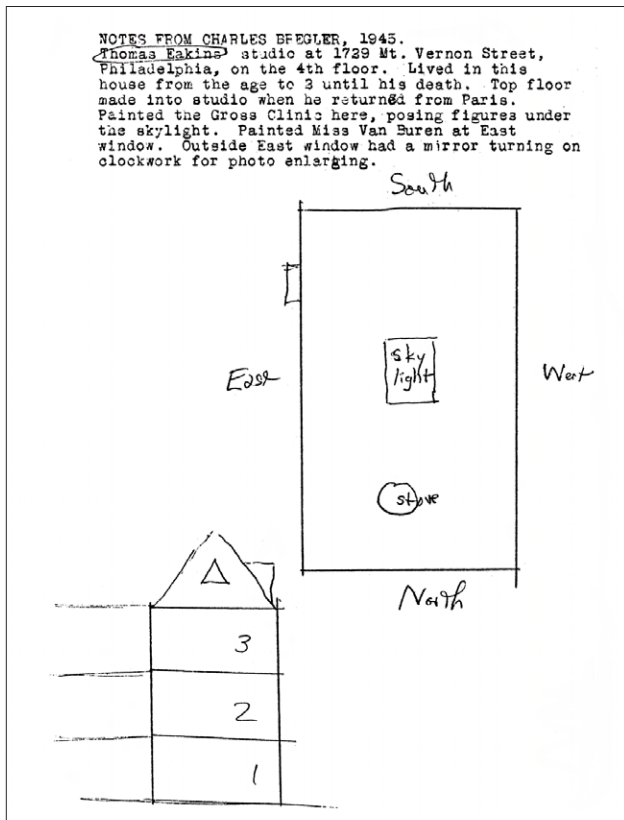 NOTES FROM CHARLES BREGLER, 1945.
Thomas Eakins studio at 1729 Mt. Vernon Street,
Philadelphia, on the 4th floor. Lived in this
house from the age to 3 until his death. Top floor
made into studio when he returned from Paris.
Painted the Gross Clinic here, posing figures under
the skylight. Painted Miss Van Buren at East
window. Outside East window had a mirror turning on
clockwork for photo enlarging.
South
sky
light
East
West
stove
North
3
2
1